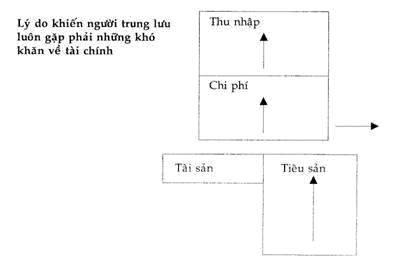 Lý do khiến người trung lưu
luôn gặp phải những khó
khăn về tài chính
Thu nhập
Chi phí
Tài sản
Tiêu sản